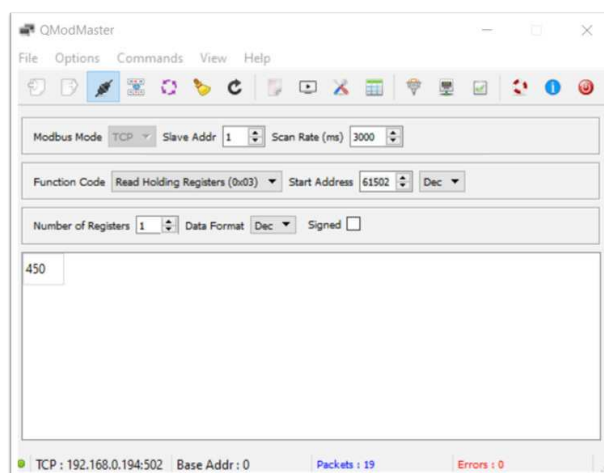 QModMaster
File Options Commands View Help
Modbus Mode TCP Slave Addr 1 Scan Rate (ms) 3000
Function Code Read Holding Registers (0x03) Start Address 61502 Dec
Number of Registers 1 Data Format Dec Signed
450
TCP : 192.168.0.194:502 Base Addr : 0 Packets : 19 Errors : 0